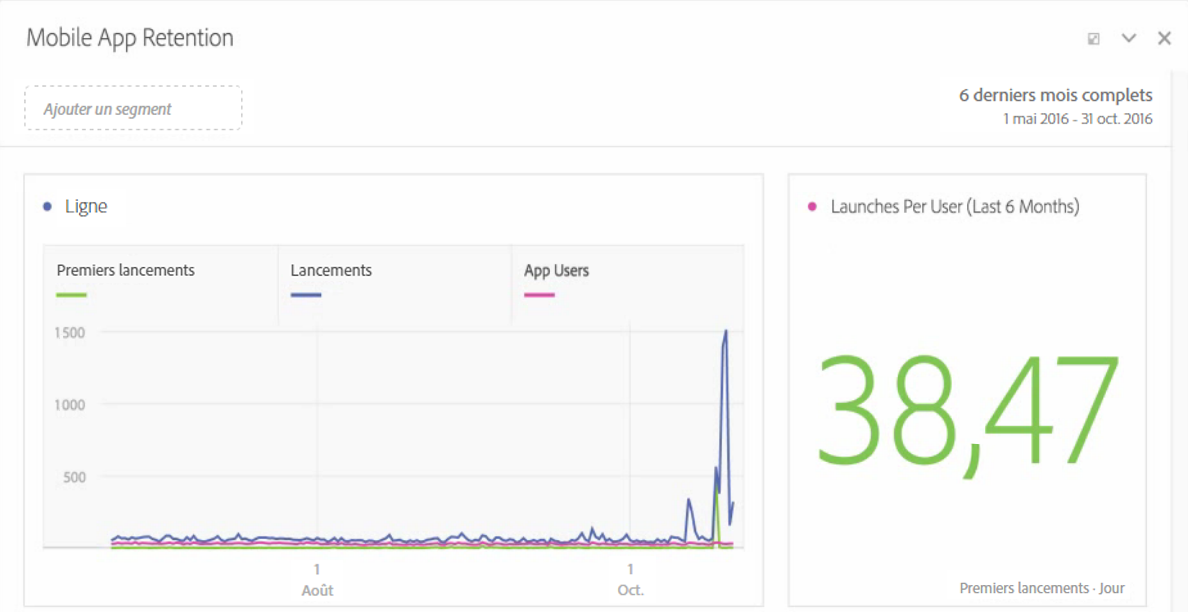 Mobile App Retention
Ajouter un segment
6 derniers mois complets
1 mai 2016 - 31 oct. 2016
Ligne
Premiers lancements
Lancements
App Users
1500
1000
500
1
Août
1
Oct.
Launches Per User (Last 6 Months)
38,47
Premiers lancements · Jour